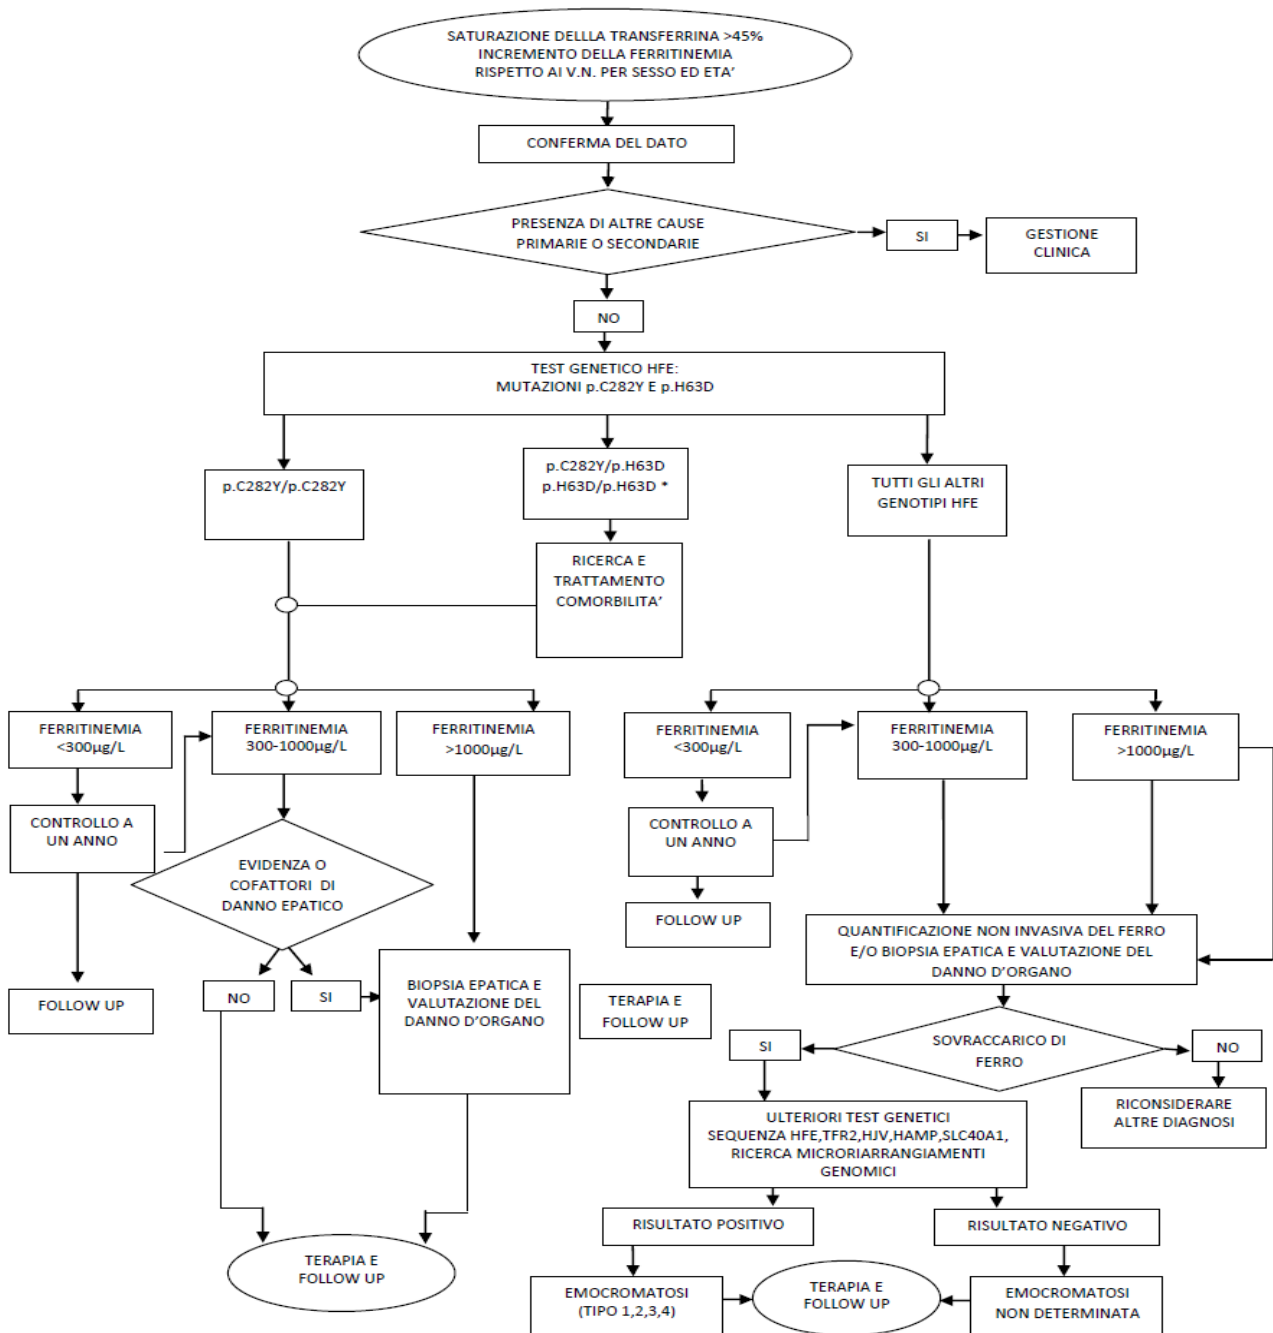 SATURAZIONE DELLLA TRANSFERRINA >45%
INCREMENTO DELLA FERRITINEMIA
RISPETTO AI V.N. PER SESSO ED ETA’
CONFERMA DEL DATO
PRESENZA DI ALTRE CAUSE
PRIMARIE O SECONDARIE
SI
GESTIONE
CLINICA
NO
TEST GENETICO HFE:
MUTAZIONI p.C282Y E p.H63D
p.C282Y/p.C282Y
p.C282Y/p.H63D
p.H63D/p.H63D *
TUTTI GLI ALTRI
GENOTIPI HFE
RICERCA E
TRATTAMENTO
COMORBILITA’
FERRITINEMIA
<300µg/L
FERRITINEMIA
300-1000µg/L
FERRITINEMIA
>1000µg/L
FERRITINEMIA
<300µg/L
FERRITINEMIA
300-1000µg/L
FERRITINEMIA
>1000µg/L
CONTROLLO A
UN ANNO
EVIDENZA O
COFATTORI DI
DANNO EPATICO
CONTROLLO A
UN ANNO
FOLLOW UP
QUANTIFICAZIONE NON INVASIVA DEL FERRO
E/O BIOPSIA EPATICA E VALUTAZIONE DEL
DANNO D’ORGANO
FOLLOW UP
NO
SI
BIOPSIA EPATICA E
VALUTAZIONE DEL
DANNO D’ORGANO
TERAPIA E
FOLLOW UP
SI
SOVRACCARICO DI
FERRO
NO
ULTERIORI TEST GENETICI
SEQUENZA HFE,TFR2,HJV,HAMP,SLC40A1,
RICERCA MICRORIARRANGIAMENTI
GENOMICI
RICONSIDERARE
ALTRE DIAGNOSI
RISULTATO POSITIVO
RISULTATO NEGATIVO
TERAPIA E
FOLLOW UP
EMOCROMATOSI
(TIPO 1,2,3,4)
TERAPIA E
FOLLOW UP
EMOCROMATOSI
NON DETERMINATA